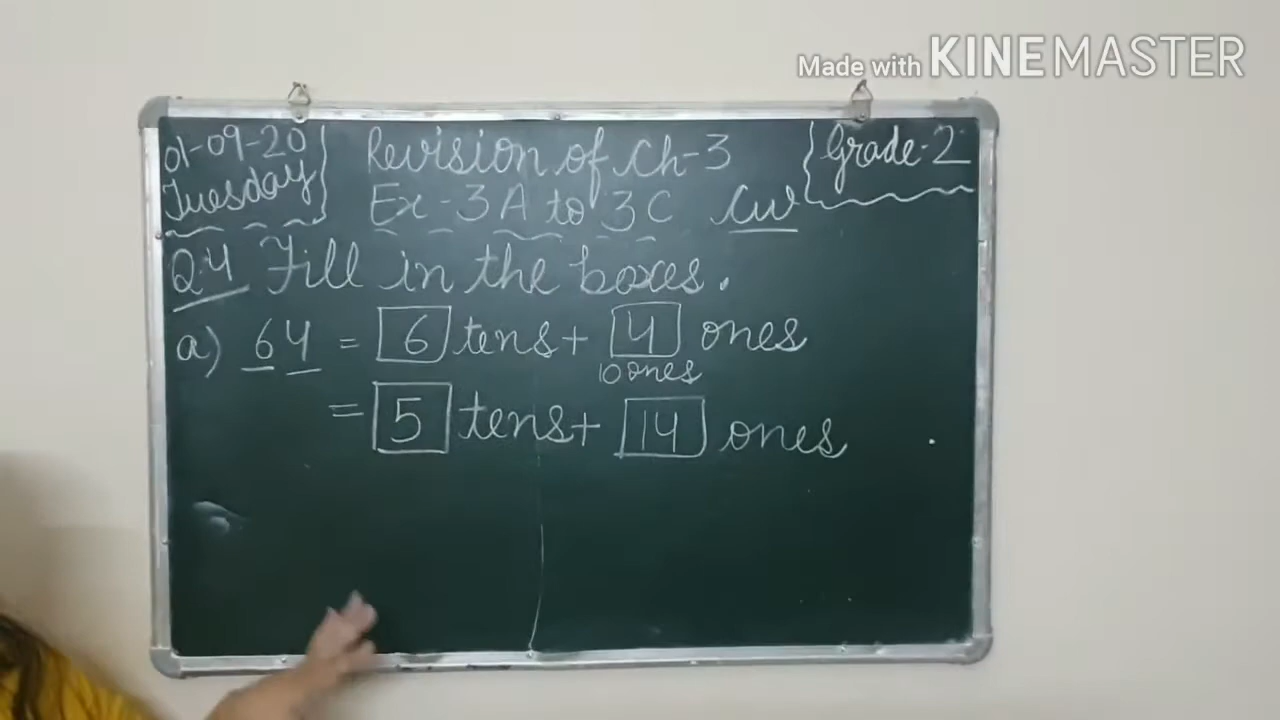 Made with KINEMASTER
01-09-20 Revision of Ch-3 Grade-2
Tuesday Ex-3A to 3C CW
Q.4 Fill in the boxes.
a) 64 = 6 tens + 4 ones
10 ones
= 5 tens + 14 ones